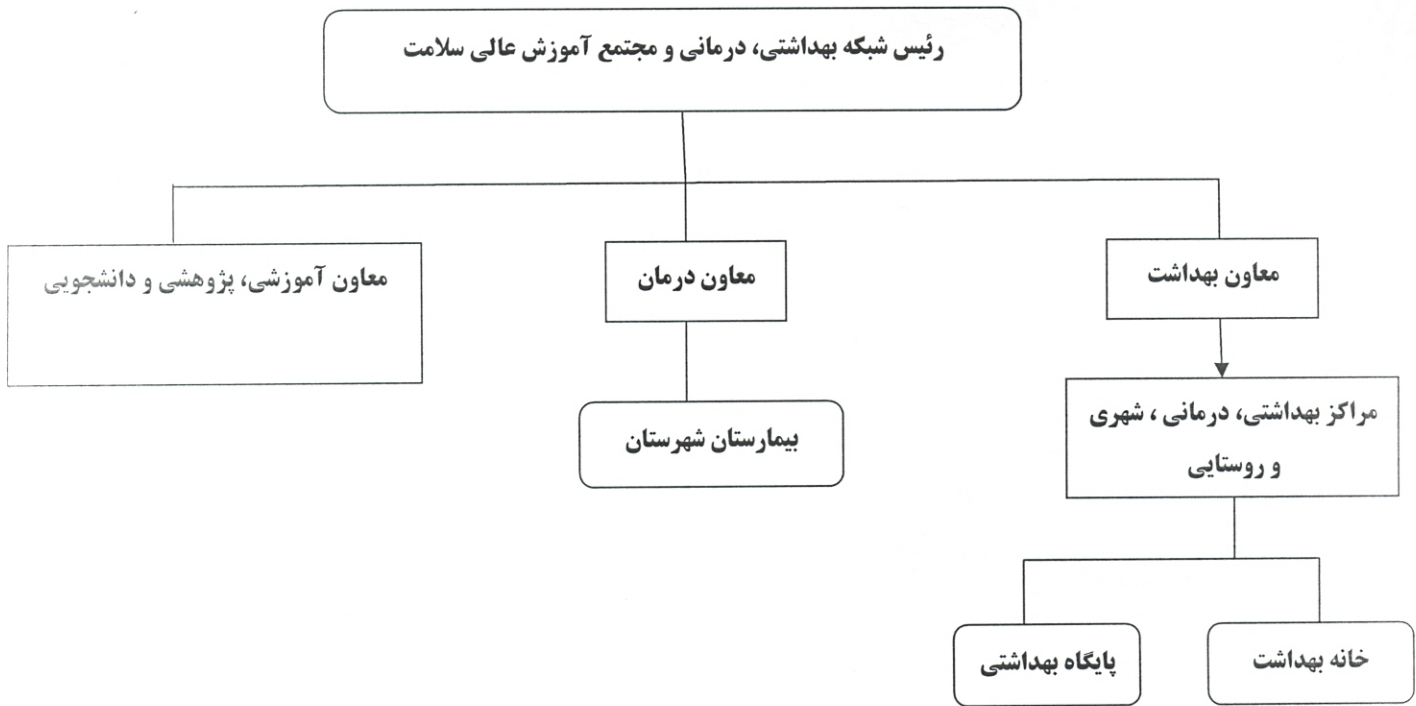 رئیس شبکه بهداشتی، درمانی و مجتمع آموزش عالی سلامت
معاون بهداشت
معاون درمان
معاون آموزشی، پژوهشی و دانشجویی
مراکز بهداشتی، درمانی ، شهری
و روستایی
بیمارستان شهرستان
خانه بهداشت
پایگاه بهداشتی